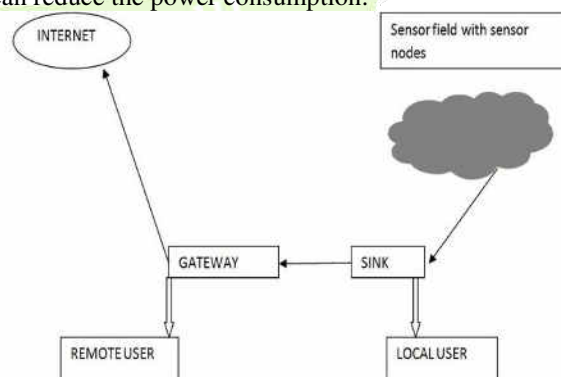 can reduce the power consumption.
INTERNET
Sensor field with sensor
nodes
GATEWAY
SINK
REMOTE USER
LOCAL USER